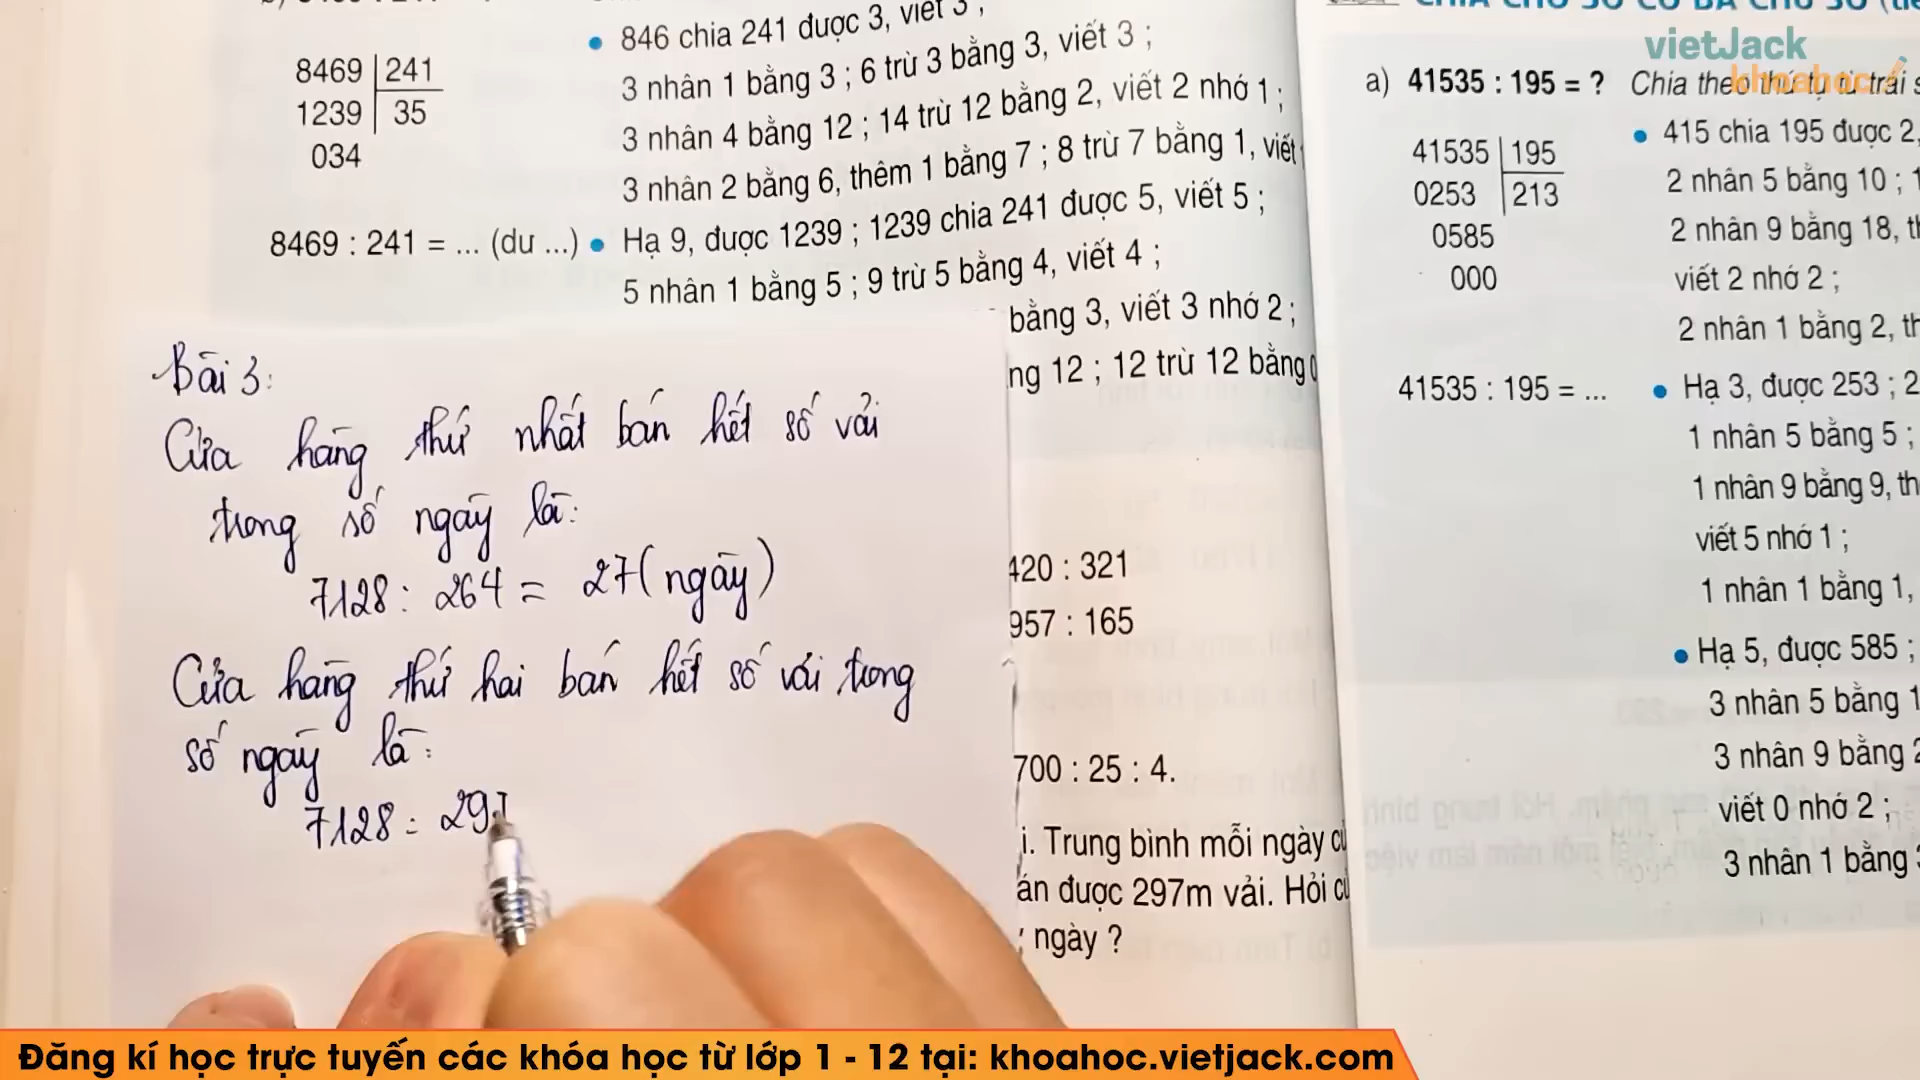 8469 241
1239 35
034
8469 : 241 = ... (dư ...)
• 846 chia 241 được 3, viết 3 ;
3 nhân 1 bằng 3 ; 6 trừ 3 bằng 3, viết 3 ;
3 nhân 4 bằng 12 ; 14 trừ 12 bằng 2, viết 2 nhớ 1 ;
3 nhân 2 bằng 6, thêm 1 bằng 7 ; 8 trừ 7 bằng 1, viết
• Hạ 9, được 1239 ; 1239 chia 241 được 5, viết 5 ;
5 nhân 1 bằng 5 ; 9 trừ 5 bằng 4, viết 4 ;
bằng 3, viết 3 nhớ 2 ;
ng 12 ; 12 trừ 12 bằng 0
Bài 3:
Cửa hàng thứ nhất bán hết số vải
trong số ngày là:
7128 : 264 = 27 (ngày)
Cửa hàng thứ hai bán hết số vải trong
số ngày là:
7128 : 297
420 : 321
957 : 165
700 : 25 : 4.
i. Trung bình mỗi ngày
án được 297m vải. Hỏi
ngày ?
vietJack
khoahoc
a) 41535 : 195 = ? Chia theo thứ tự từ trái
41535 195
0253 213
0585
000
41535 : 195 = ...
• 415 chia 195 được 2,
2 nhân 5 bằng 10 ;
2 nhân 9 bằng 18,
viết 2 nhớ 2 ;
2 nhân 1 bằng 2,
• Hạ 3, được 253 ;
1 nhân 5 bằng 5 ;
1 nhân 9 bằng 9,
viết 5 nhớ 1 ;
1 nhân 1 bằng 1,
• Hạ 5, được 585 ;
3 nhân 5 bằng
3 nhân 9 bằng
viết 0 nhớ 2 ;
3 nhân 1 bằng
Đăng kí học trực tuyến các khóa học từ lớp 1 - 12 tại: khoahoc.vietjack.com